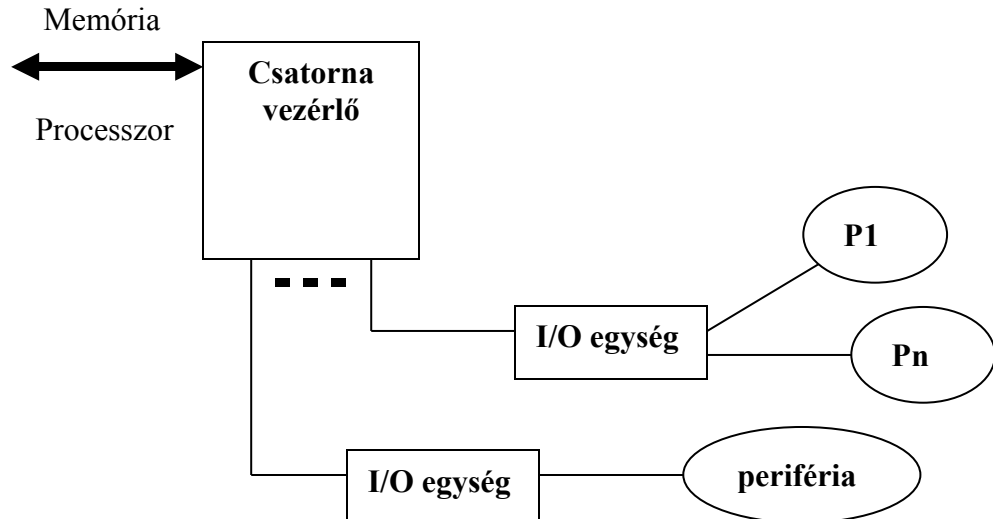 Memória
Csatorna
vezérlő
Processzor
P1
I/O egység
Pn
I/O egység
periféria